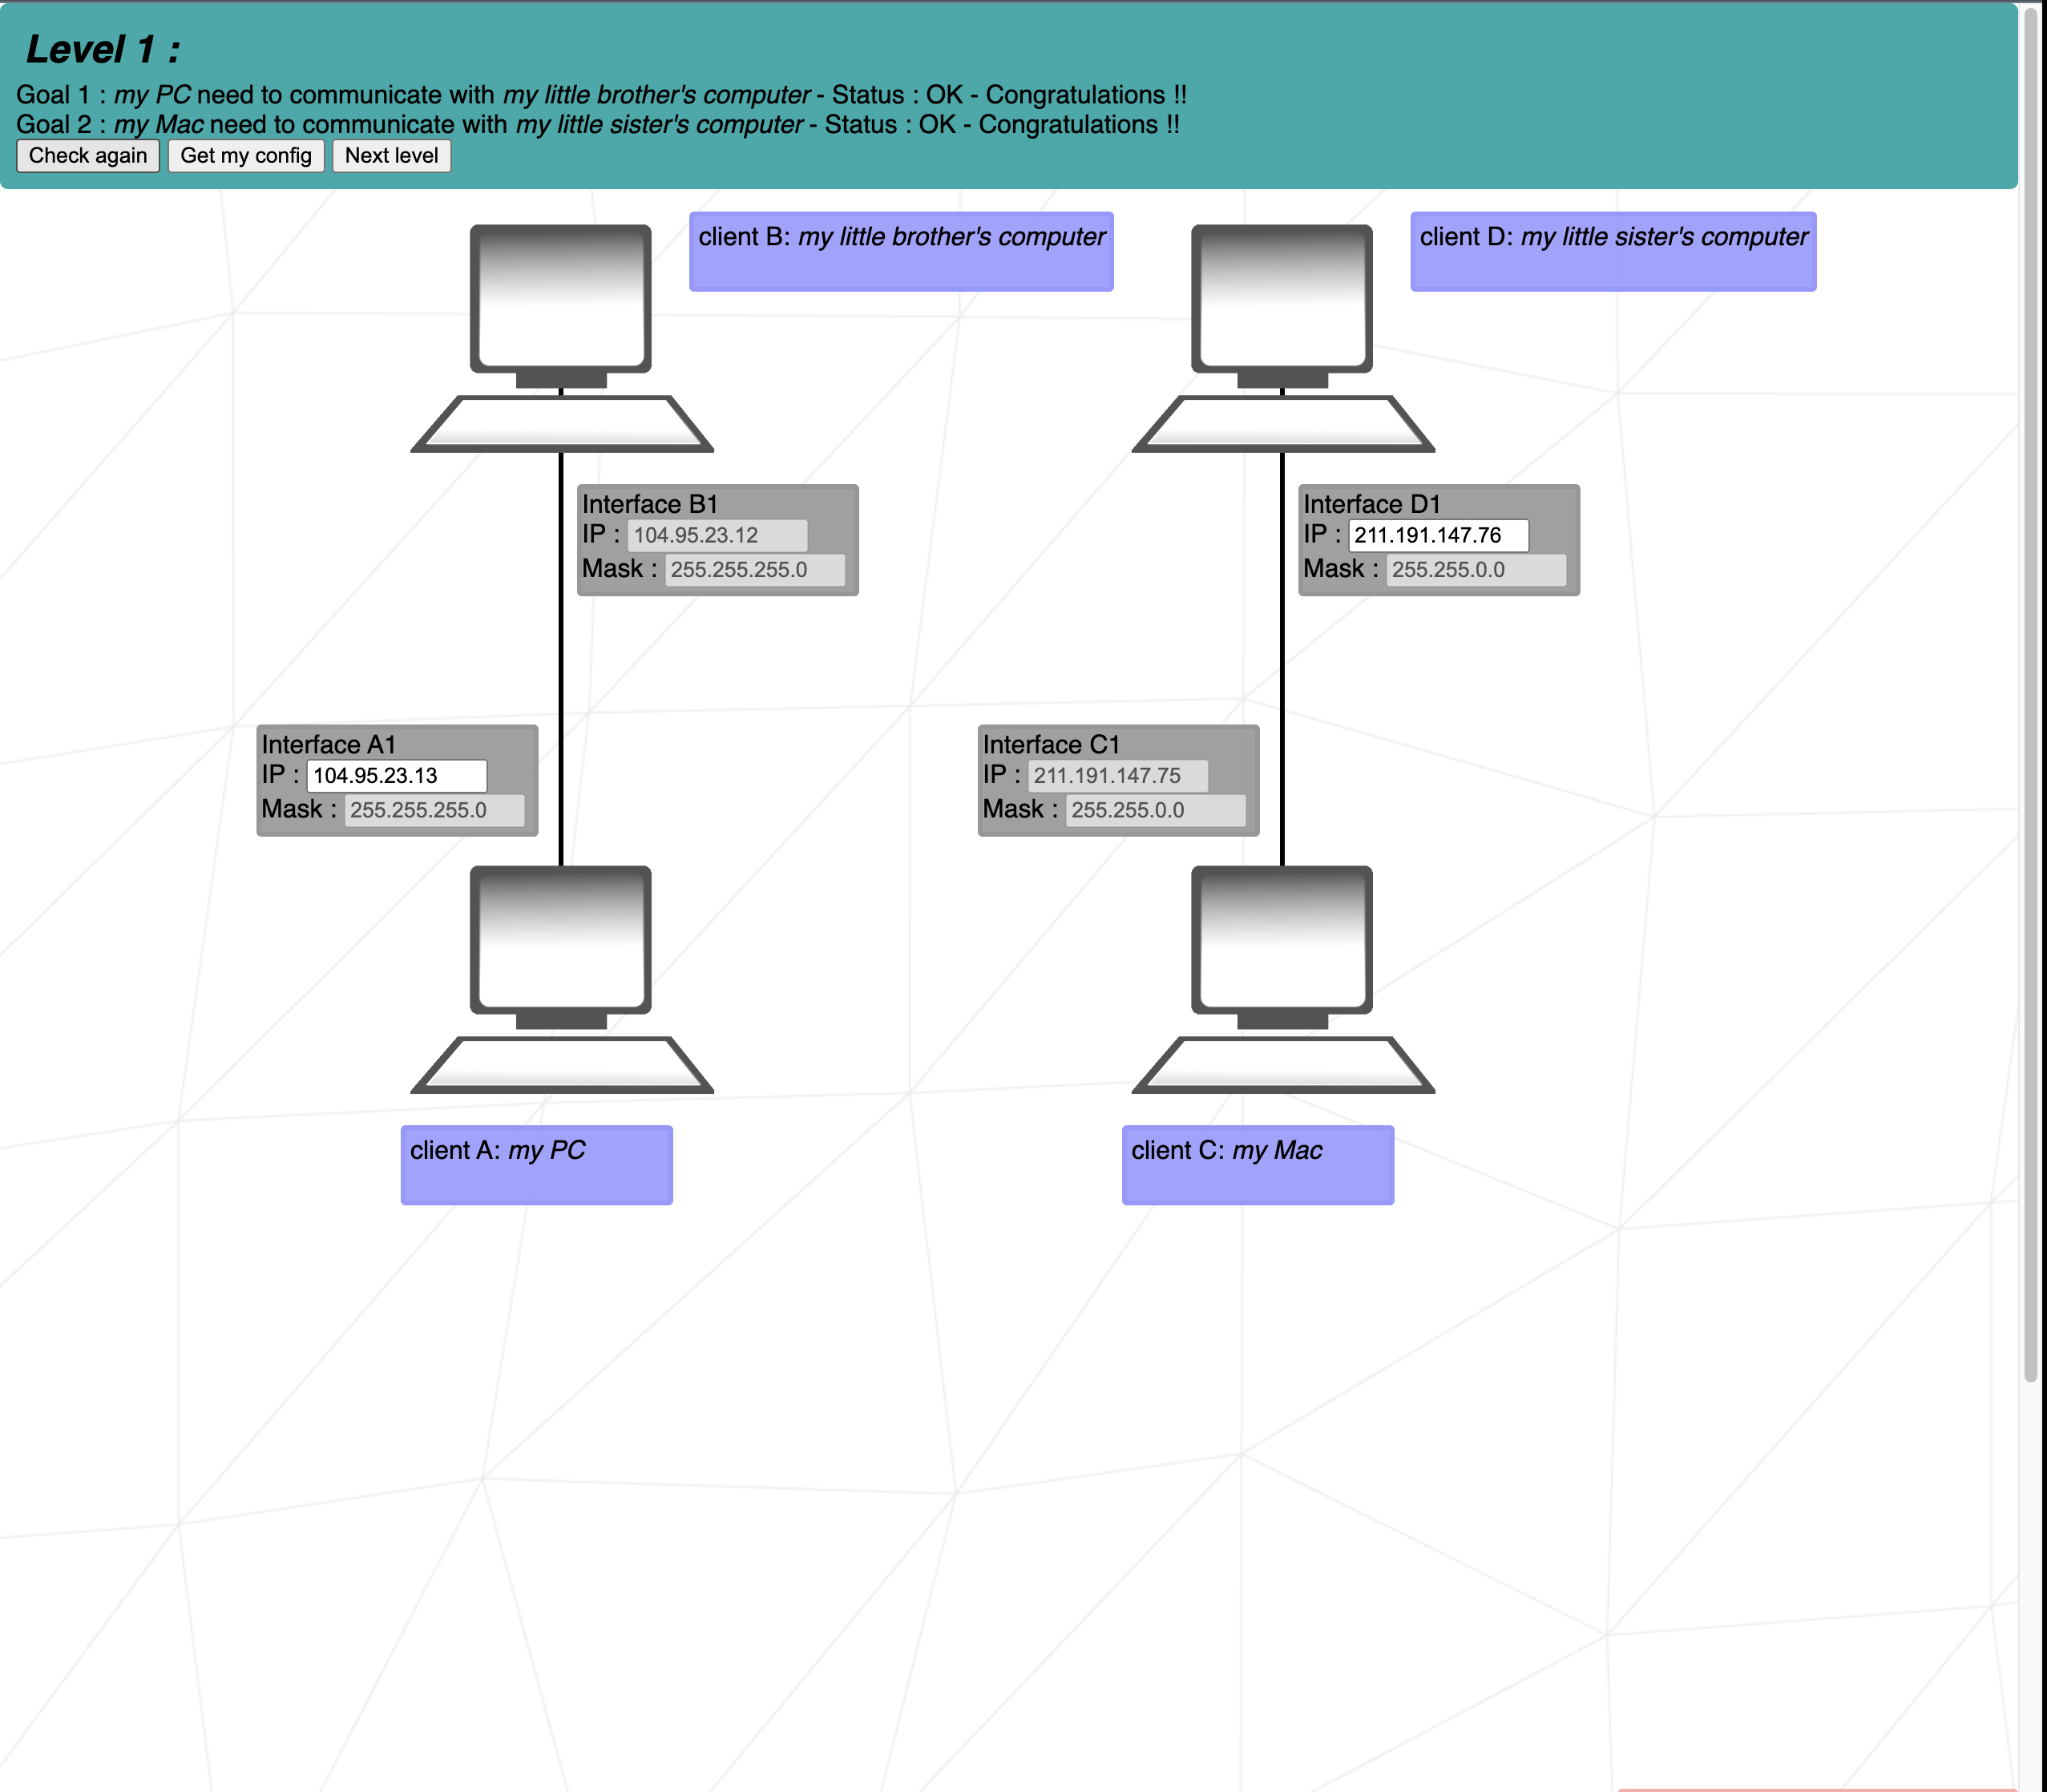 Level 1 :
Goal 1 : my PC need to communicate with my little brother's computer - Status : OK - Congratulations !!
Goal 2 : my Mac need to communicate with my little sister's computer - Status : OK - Congratulations !!
Check again Get my config Next level
client B: my little brother's computer
client D: my little sister's computer
Interface B1
IP : 104.95.23.12
Mask : 255.255.255.0
Interface D1
IP : 211.191.147.76
Mask : 255.255.0.0
Interface A1
IP : 104.95.23.13
Mask : 255.255.255.0
Interface C1
IP : 211.191.147.75
Mask : 255.255.0.0
client A: my PC
client C: my Mac